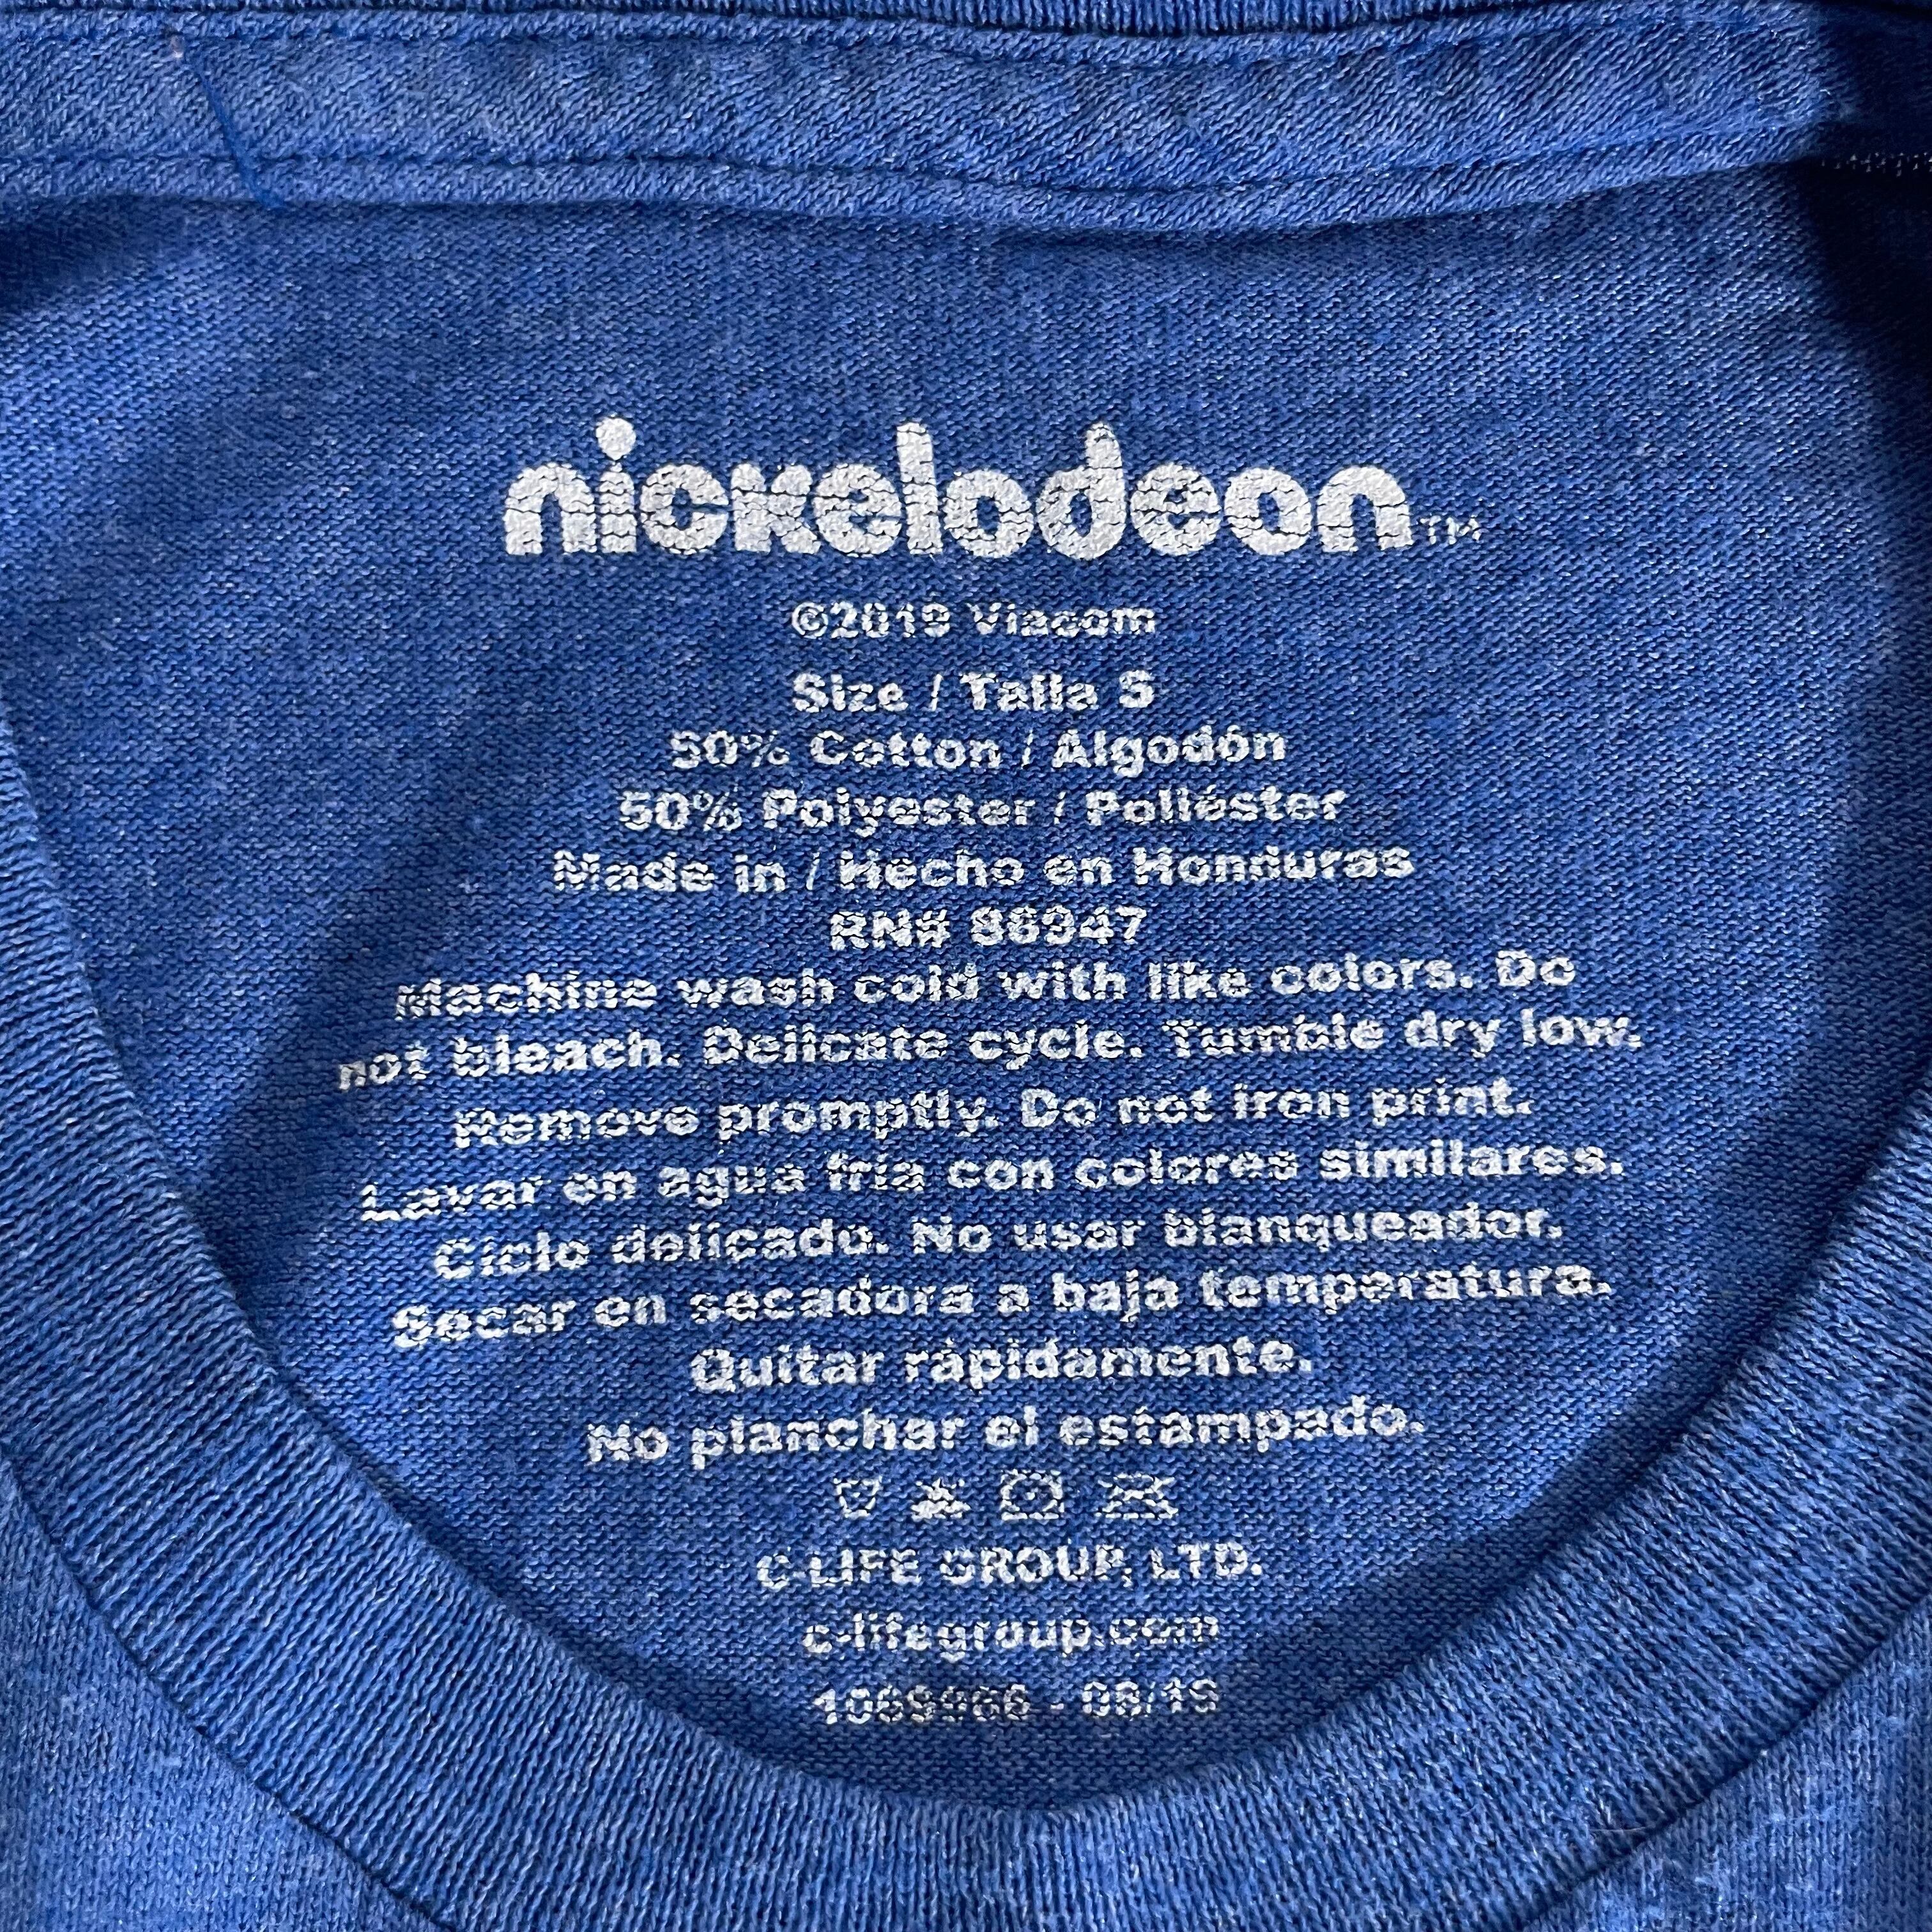 nickelodeon™
©2019 Viacom
Size / Talla S
50% Cotton / Algodón
50% Polyester / Poliéster
Made in / Hecho en Honduras
RN# 86947
Machine wash cold with like colors. Do
not bleach. Delicate cycle. Tumble dry low.
Remove promptly. Do not iron print.
Lavar en agua fría con colores similares.
Ciclo delicado. No usar blanqueador.
Secar en secadora a baja temperatura.
Quitar rápidamente.
No planchar el estampado.
C-LIFE GROUP, LTD.
c-lifegroup.com